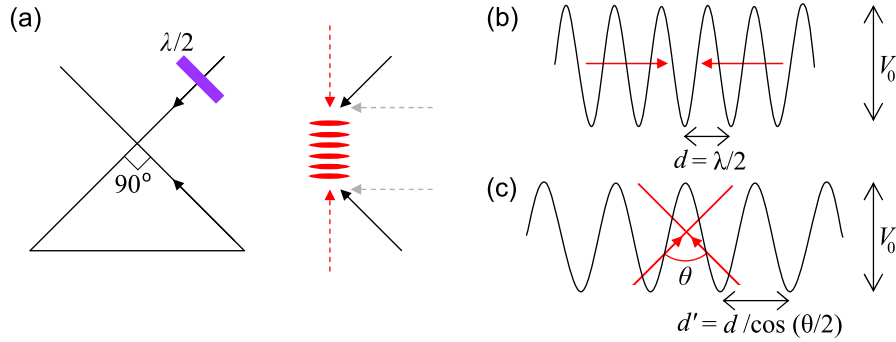 (a)
λ/2
90°
(b)
V₀
d = λ/2
(c)
θ
V₀
d' = d /cos (θ/2)